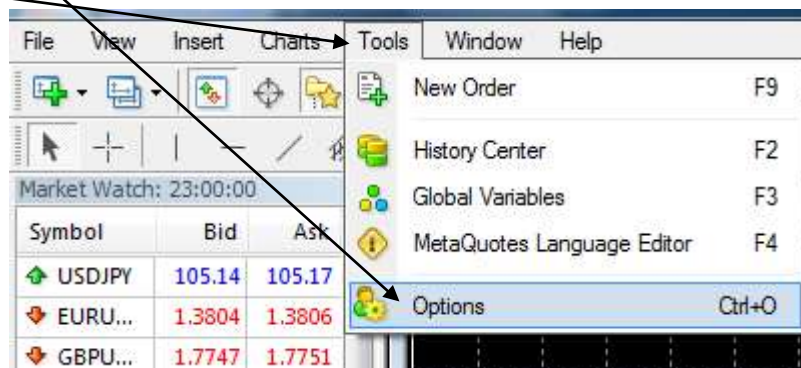 File View Insert Charts Tools Window Help
New Order F9
History Center F2
Market Watch: 23:00:00
Global Variables F3
Symbol Bid Ask
MetaQuotes Language Editor F4
USDJPY 105.14 105.17
Options Ctrl+O
EURU... 1.3804 1.3806
GBPU... 1.7747 1.7751